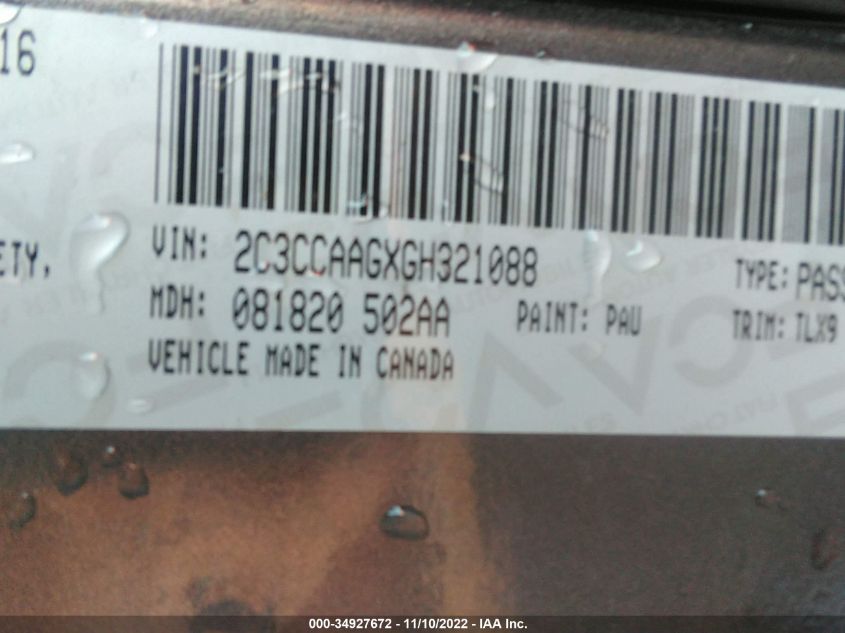 16
ETY,
VIN: 2C3CCAAGXGH321088
TYPE: PASS
MDH: 081820 502AA
PAINT: PAU
TRIM: TLX9
VEHICLE MADE IN CANADA
000-34927672 - 11/10/2022 - IAA Inc.